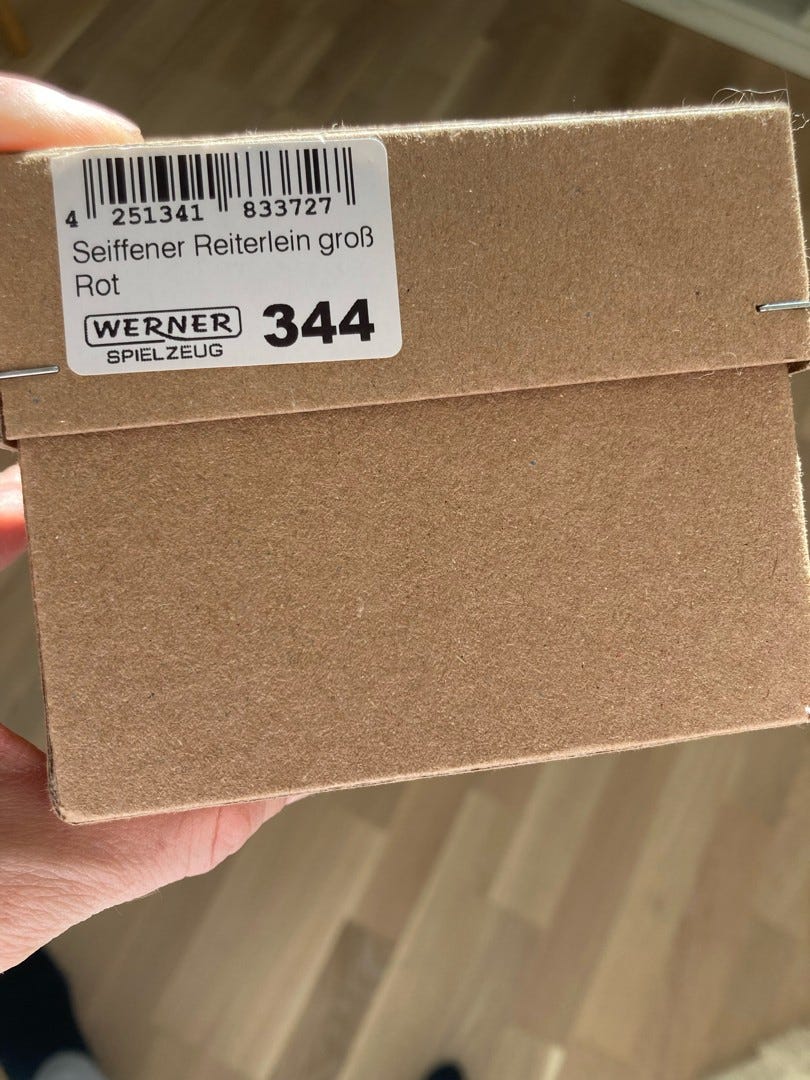 4 251341 833727
Seiffener Reiterlein groß
Rot
WERNER
SPIELZEUG
344